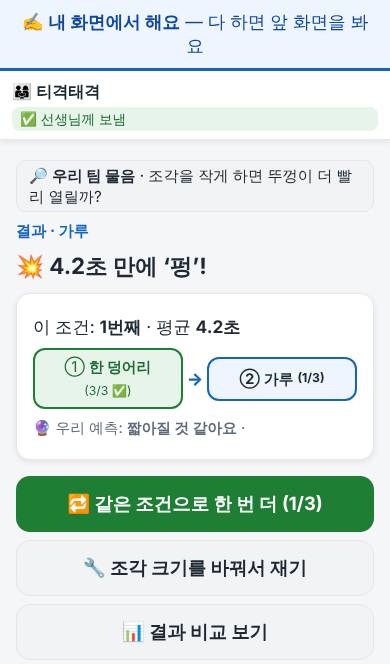 ✍️ 내 화면에서 해요 — 다 하면 앞 화면을 봐
요
👨‍👩‍👧 티격태격
✅ 선생님께 보냄
🔎 우리 팀 물음 · 조각을 작게 하면 뚜껑이 더 빨
리 열릴까?
결과 · 가루
💥 4.2초 만에 ‘펑’!
이 조건: 1번째 · 평균 4.2초
① 한 덩어리
(3/3 ✅)
→
② 가루 (1/3)
🔮 우리 예측: 짧아질 것 같아요 ·
🔁 같은 조건으로 한 번 더 (1/3)
🔧 조각 크기를 바꿔서 재기
📊 결과 비교 보기